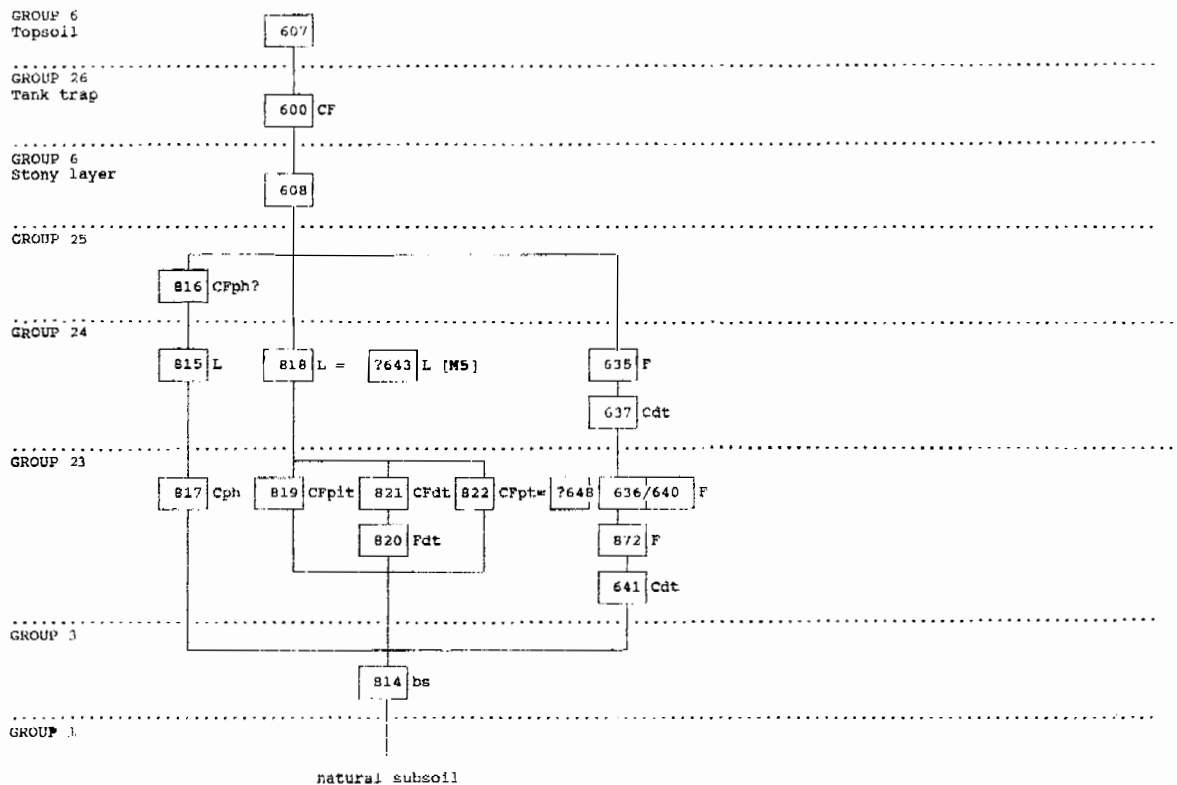 GROUP 6
Topsoil
607
GROUP 26
Tank trap
600 CF
GROUP 6
Stony layer
608
GROUP 25
816 CFph?
GROUP 24
815 L 818 L = ?643 L [M5] 635 F
637 Cdt
GROUP 23
817 Cph 819 CFpit 821 CFdt 822 CFpt= ?648 636/640 F
820 Fdt 872 F
641 Cdt
GROUP 3
814 bs
GROUP 1
natural subsoil